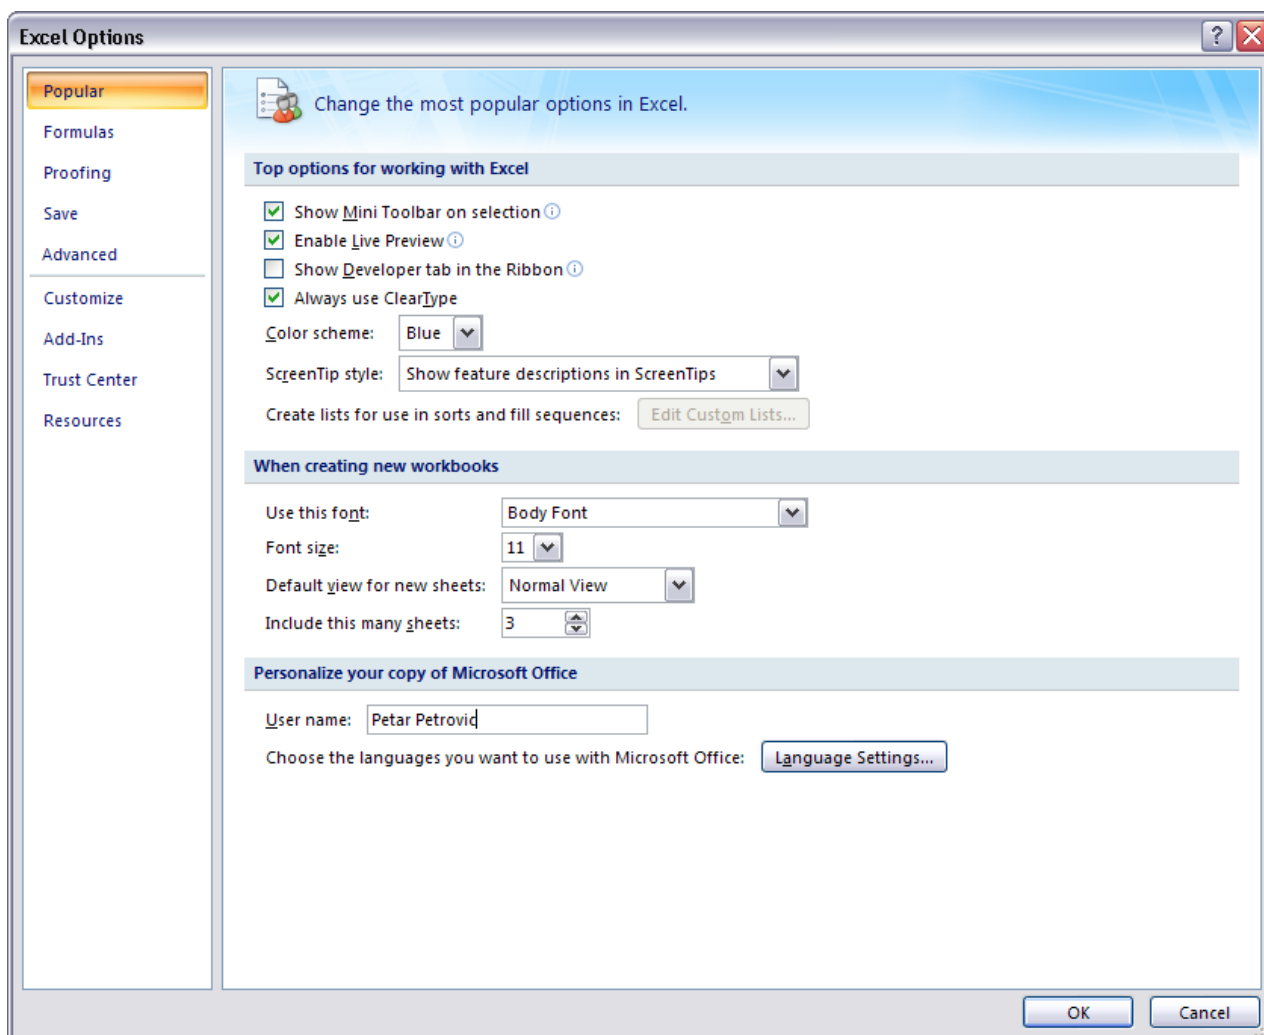 Excel Options
?
Popular
Formulas
Proofing
Save
Advanced
Customize
Add-Ins
Trust Center
Resources
Change the most popular options in Excel.
Top options for working with Excel
Show Mini Toolbar on selection
Enable Live Preview
Show Developer tab in the Ribbon
Always use ClearType
Color scheme: Blue
ScreenTip style: Show feature descriptions in ScreenTips
Create lists for use in sorts and fill sequences: Edit Custom Lists...
When creating new workbooks
Use this font: Body Font
Font size: 11
Default view for new sheets: Normal View
Include this many sheets: 3
Personalize your copy of Microsoft Office
User name: Petar Petrovic
Choose the languages you want to use with Microsoft Office: Language Settings...
OK Cancel